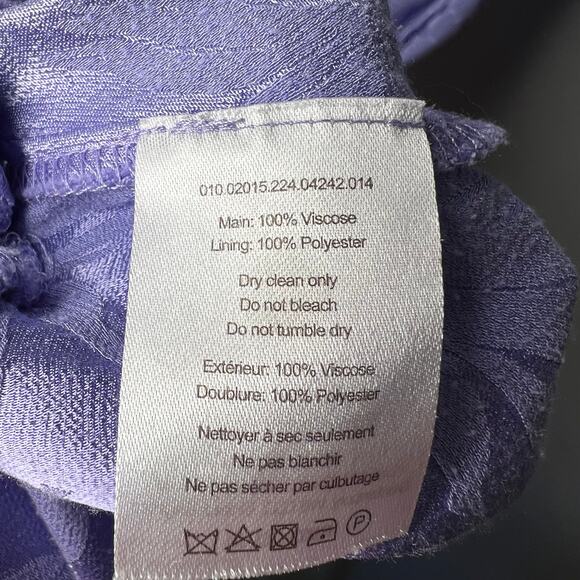 010.02015.224.04242.014
Main: 100% Viscose
Lining: 100% Polyester
Dry clean only
Do not bleach
Do not tumble dry
Extérieur: 100% Viscose
Doublure: 100% Polyester
Nettoyer à sec seulement
Ne pas blanchir
Ne pas sécher par culbutage
P